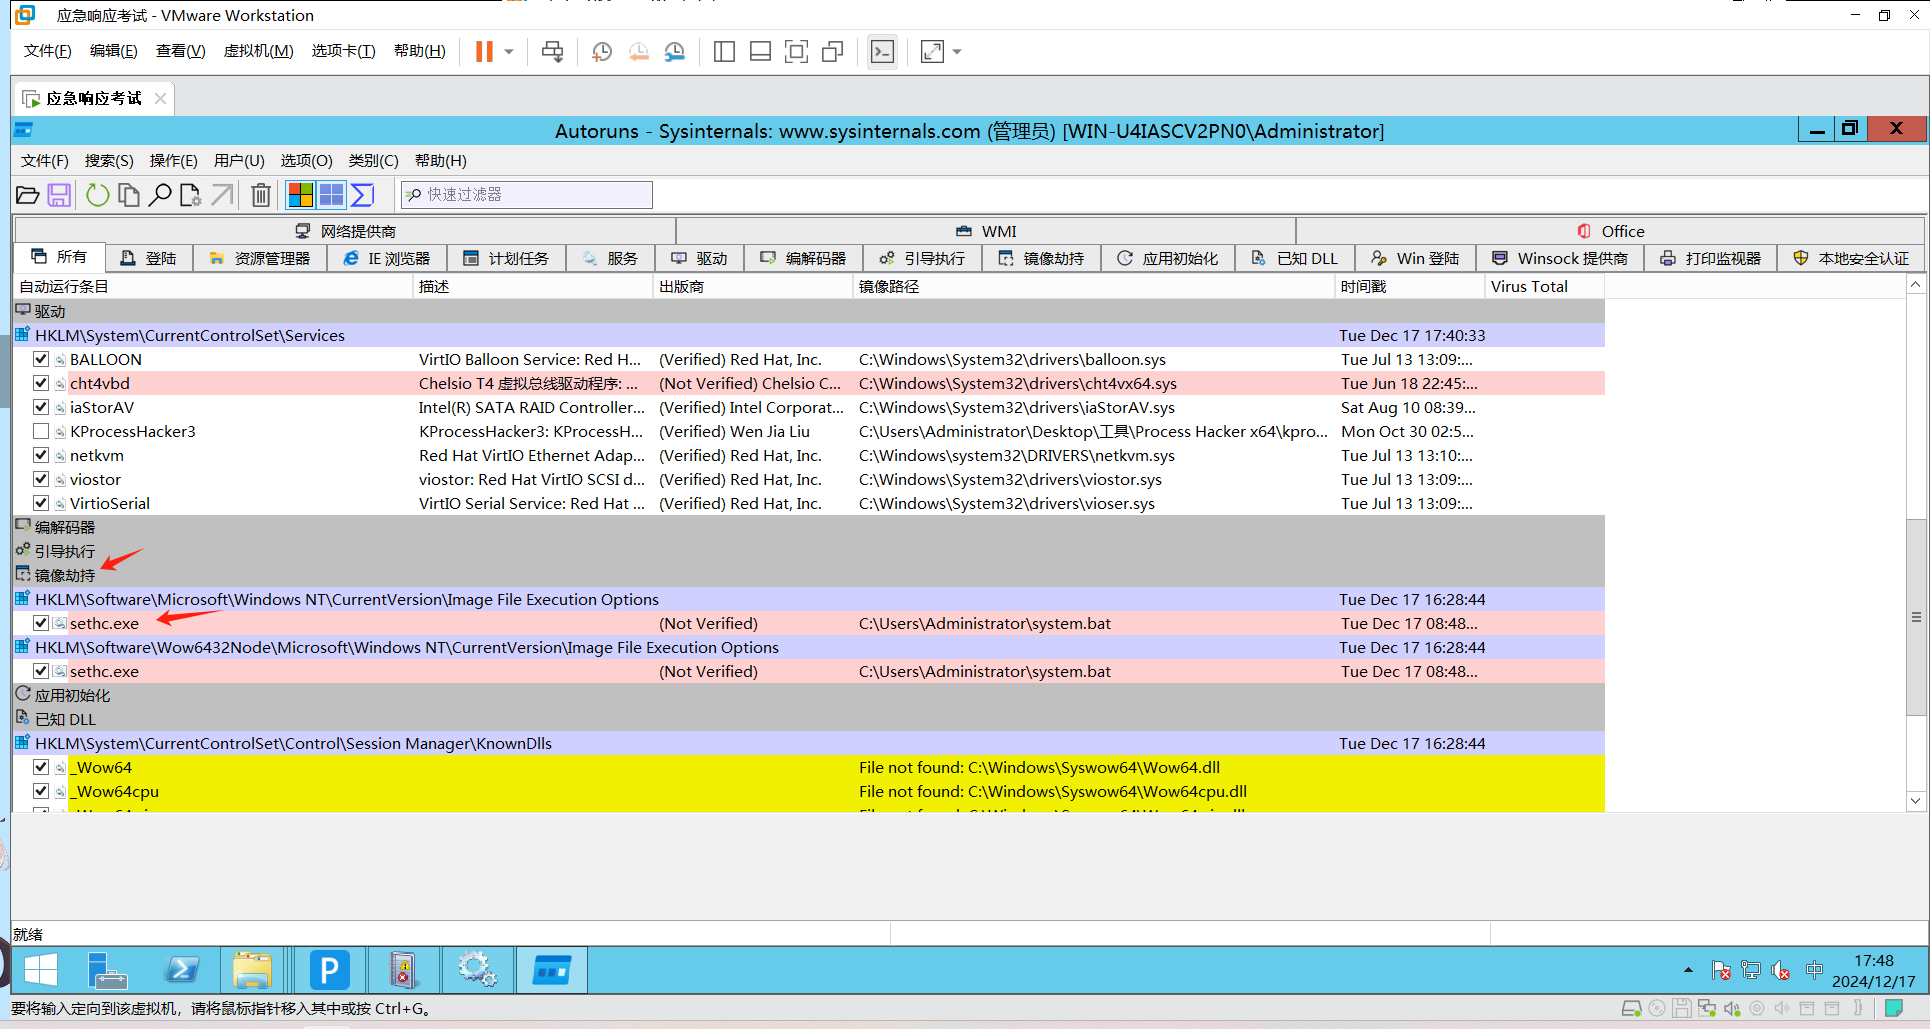 应急响应考试 - VMware Workstation
文件(F) 编辑(E) 查看(V) 虚拟机(M) 选项卡(T) 帮助(H)
应急响应考试
Autoruns - Sysinternals: www.sysinternals.com (管理员) [WIN-U4IASCV2PN0\Administrator]
文件(F) 搜索(S) 操作(E) 用户(U) 选项(O) 类别(C) 帮助(H)
快速过滤器
网络提供商 WMI Office
所有 登陆 资源管理器 IE 浏览器 计划任务 服务 驱动 编解码器 引导执行 镜像劫持 应用初始化 已知 DLL Win 登陆 Winsock 提供商 打印监视器 本地安全认证
自动运行条目 描述 出版商 镜像路径 时间戳 Virus Total
驱动
HKLM\System\CurrentControlSet\Services Tue Dec 17 17:40:33
BALLOON VirtIO Balloon Service: Red H... (Verified) Red Hat, Inc. C:\Windows\System32\drivers\balloon.sys Tue Jul 13 13:09:...
cht4vbd Chelsio T4 虚拟总线驱动程序: ... (Not Verified) Chelsio C... C:\Windows\System32\drivers\cht4vx64.sys Tue Jun 18 22:45:...
iaStorAV Intel(R) SATA RAID Controller... (Verified) Intel Corporat... C:\Windows\System32\drivers\iaStorAV.sys Sat Aug 10 08:39...
KProcessHacker3 KProcessHacker3: KProcessH... (Verified) Wen Jia Liu C:\Users\Administrator\Desktop\工具\Process Hacker x64\kpro... Mon Oct 30 02:5...
netkvm Red Hat VirtIO Ethernet Adap... (Verified) Red Hat, Inc. C:\Windows\system32\DRIVERS\netkvm.sys Tue Jul 13 13:10:...
viostor viostor: Red Hat VirtIO SCSI d... (Verified) Red Hat, Inc. C:\Windows\System32\drivers\viostor.sys Tue Jul 13 13:09:...
VirtioSerial VirtIO Serial Service: Red Hat ... (Verified) Red Hat, Inc. C:\Windows\System32\drivers\vioser.sys Tue Jul 13 13:09:...
编解码器
引导执行
镜像劫持
HKLM\Software\Microsoft\Windows NT\CurrentVersion\Image File Execution Options Tue Dec 17 16:28:44
sethc.exe (Not Verified) C:\Users\Administrator\system.bat Tue Dec 17 08:48...
HKLM\Software\Wow6432Node\Microsoft\Windows NT\CurrentVersion\Image File Execution Options Tue Dec 17 16:28:44
sethc.exe (Not Verified) C:\Users\Administrator\system.bat Tue Dec 17 08:48...
应用初始化
已知 DLL
HKLM\System\CurrentControlSet\Control\Session Manager\KnownDlls Tue Dec 17 16:28:44
_Wow64 File not found: C:\Windows\Syswow64\Wow64.dll
_Wow64cpu File not found: C:\Windows\Syswow64\Wow64cpu.dll
就绪
P 中 17:48
2024/12/17
要将输入定向到该虚拟机，请将鼠标指针移入其中或按 Ctrl+G。